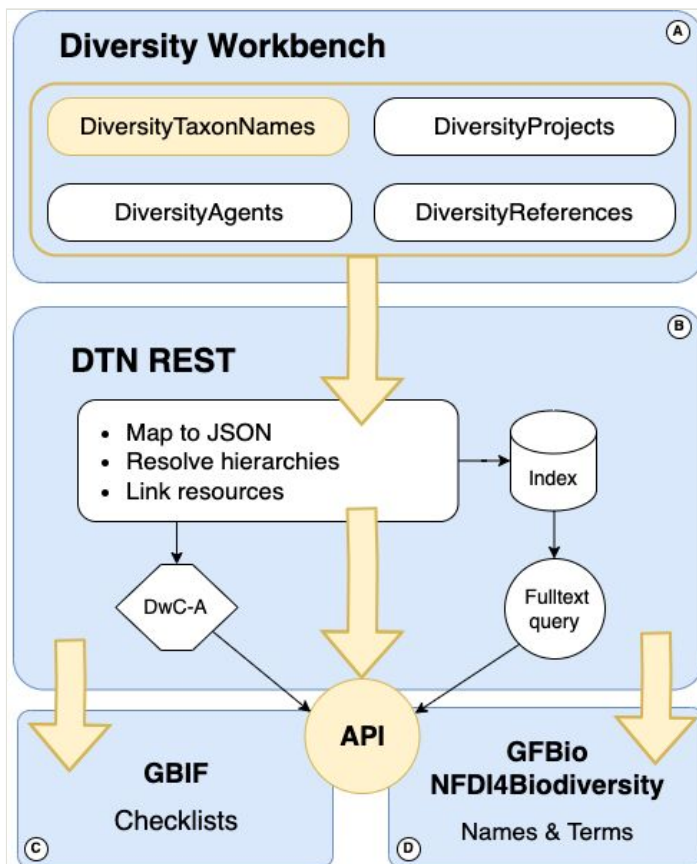 Diversity Workbench
A
DiversityTaxonNames
DiversityProjects
DiversityAgents
DiversityReferences
B
DTN REST
• Map to JSON
• Resolve hierarchies
• Link resources
Index
DwC-A
Fulltext
query
API
GBIF
Checklists
C
GFBio
NFDI4Biodiversity
Names & Terms
D